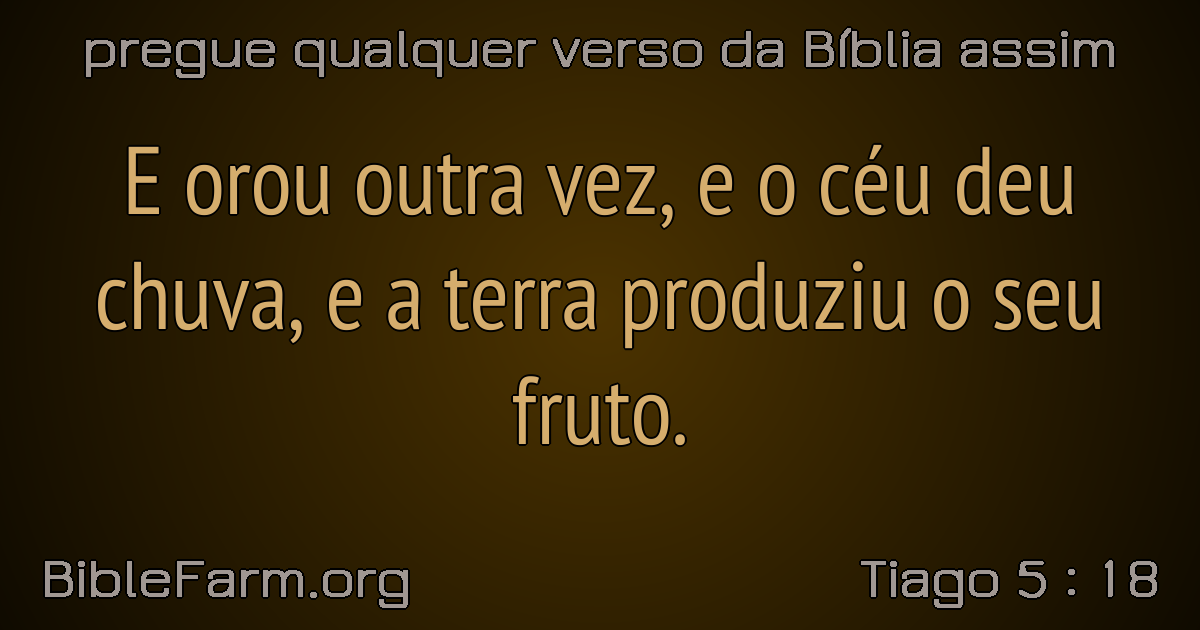 pregue qualquer verso da Bíblia assim
E orou outra vez, e o céu deu
chuva, e a terra produziu o seu
fruto.
BibleFarm.org
Tiago 5 : 18